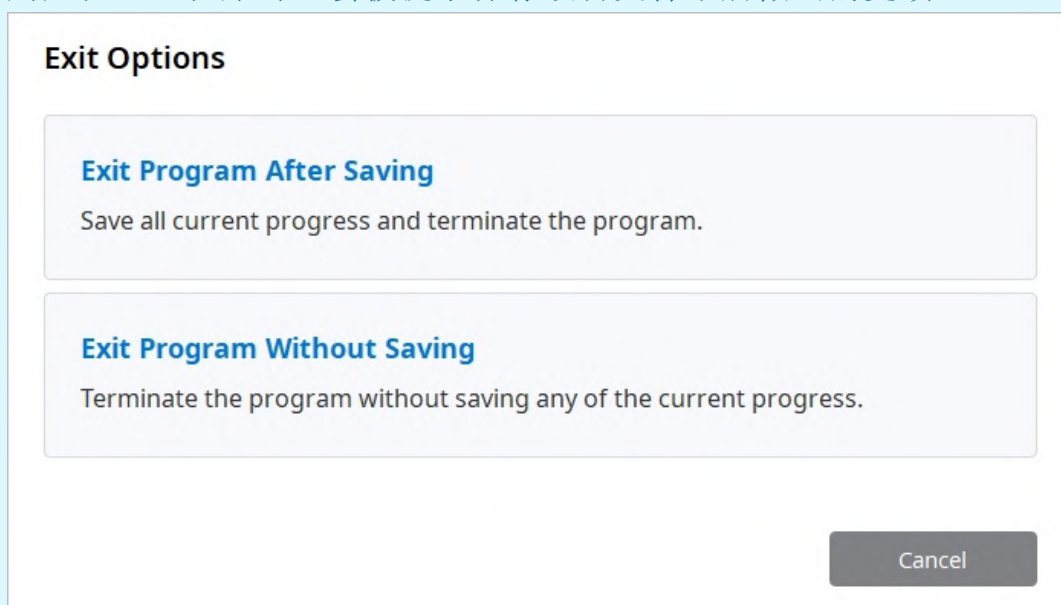 Exit Options
Exit Program After Saving
Save all current progress and terminate the program.
Exit Program Without Saving
Terminate the program without saving any of the current progress.
Cancel